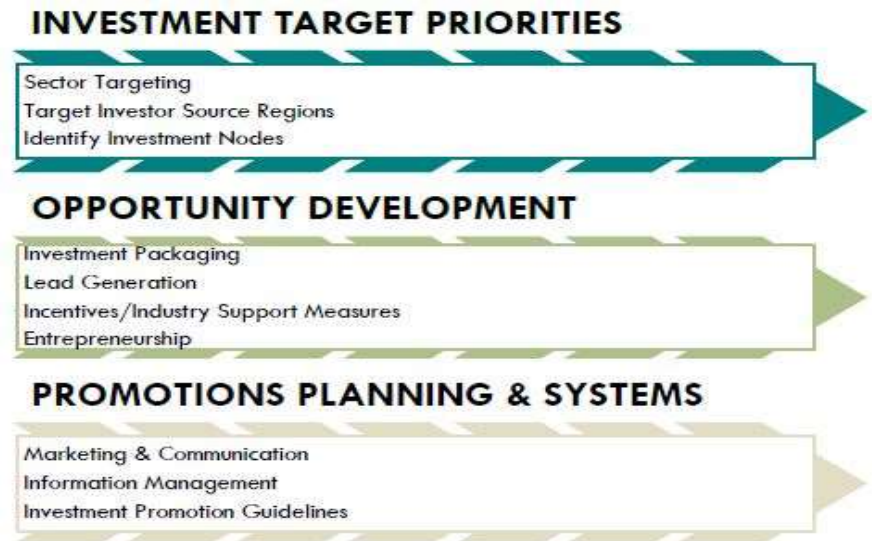 INVESTMENT TARGET PRIORITIES
Sector Targeting
Target Investor Source Regions
Identify Investment Nodes
OPPORTUNITY DEVELOPMENT
Investment Packaging
Lead Generation
Incentives/Industry Support Measures
Entrepreneurship
PROMOTIONS PLANNING & SYSTEMS
Marketing & Communication
Information Management
Investment Promotion Guidelines